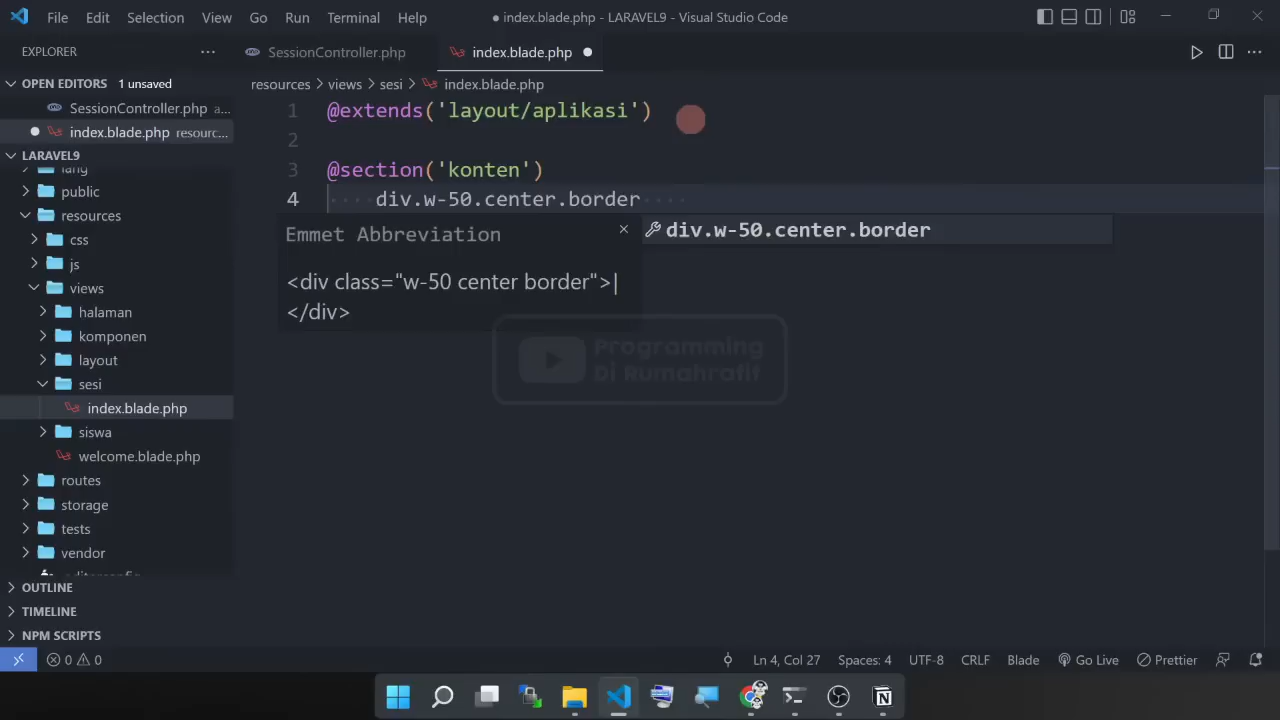 File Edit Selection View Go Run Terminal Help
● index.blade.php - LARAVEL9 - Visual Studio Code
EXPLORER
SessionController.php
index.blade.php
OPEN EDITORS 1 unsaved
SessionController.php a...
index.blade.php resourc...
LARAVEL9
lang
public
resources
css
js
views
halaman
komponen
layout
sesi
index.blade.php
siswa
welcome.blade.php
routes
storage
tests
vendor
OUTLINE
TIMELINE
NPM SCRIPTS
resources > views > sesi > index.blade.php
1 @extends('layout/aplikasi')
2
3 @section('konten')
4 div.w-50.center.border
Emmet Abbreviation
<div class="w-50 center border">|
</div>
div.w-50.center.border
Programming
Di Rumahrafif
0 0
Ln 4, Col 27 Spaces: 4 UTF-8 CRLF Blade Go Live Prettier